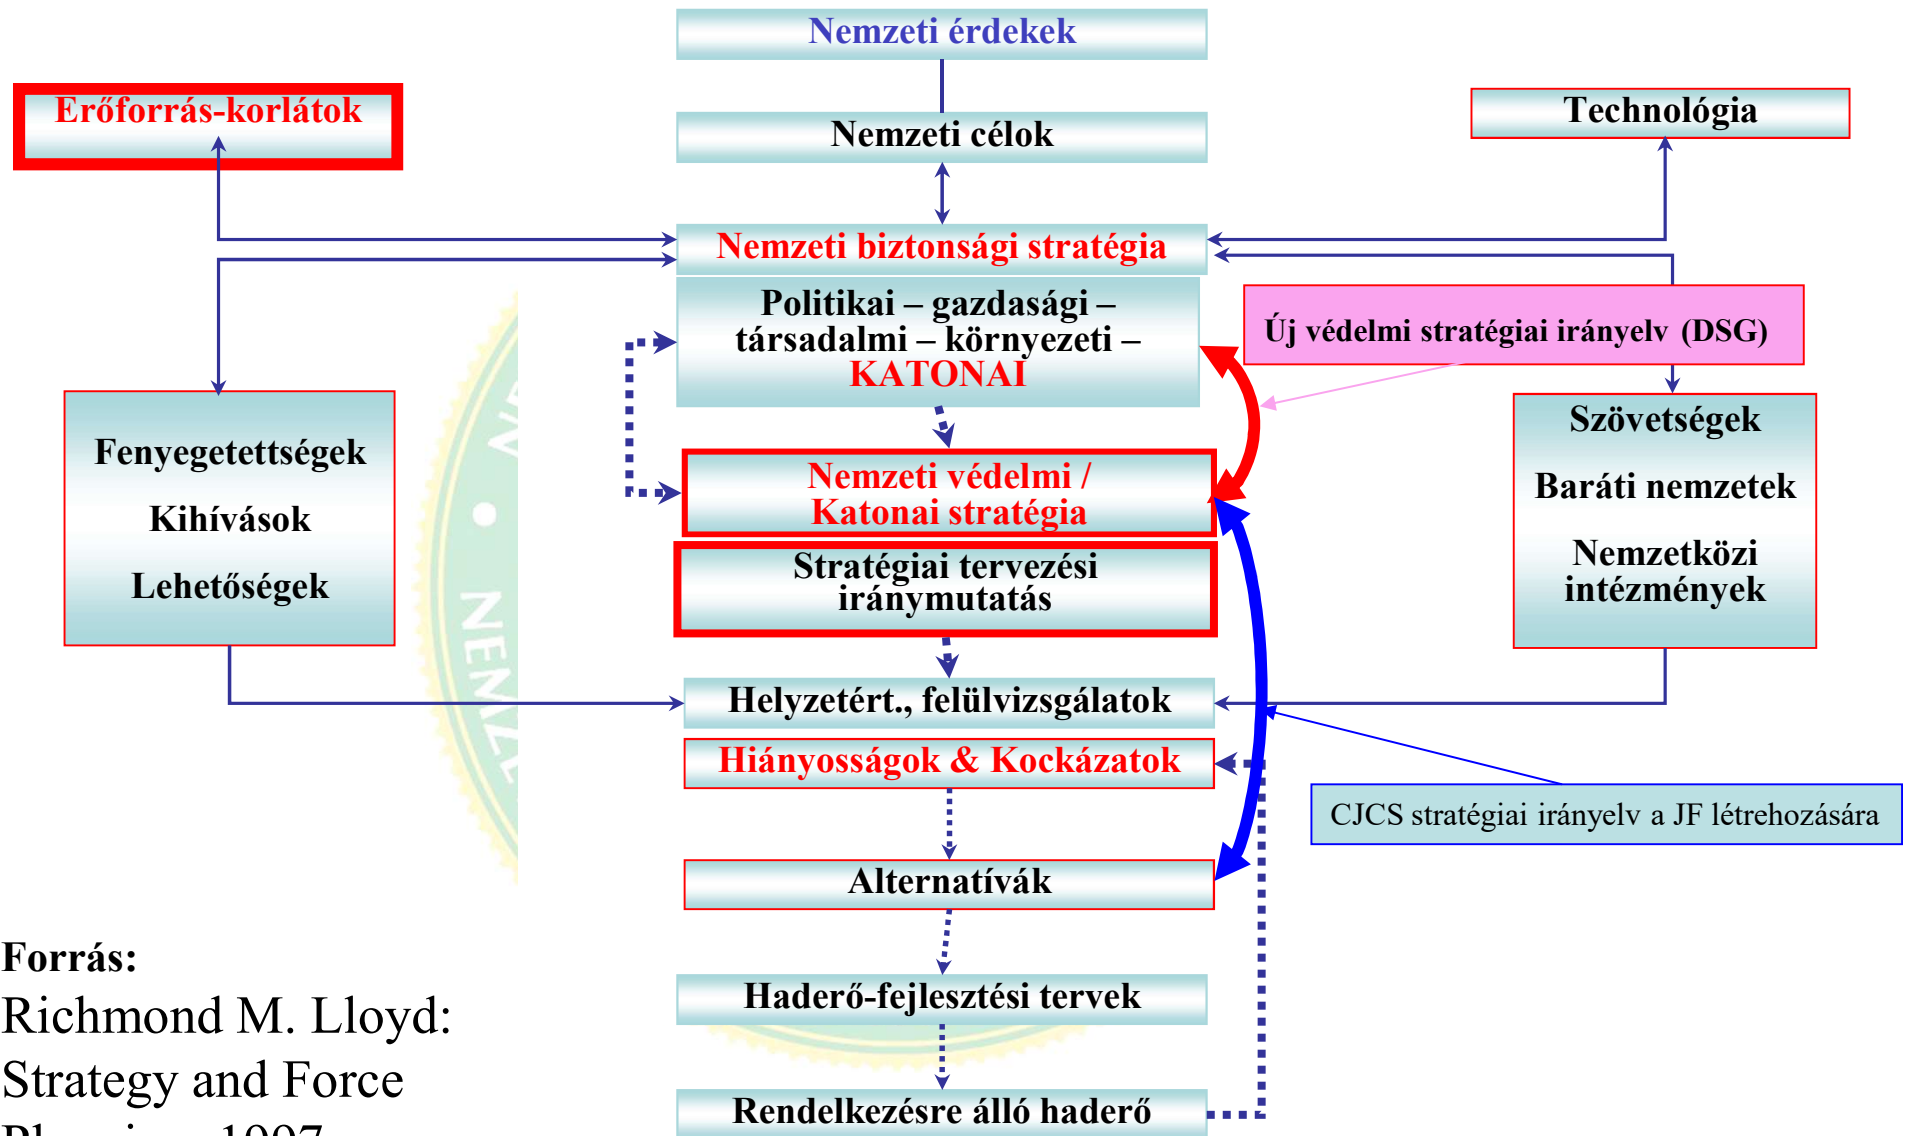 Nemzeti érdekek
Erőforrás-korlátok
Technológia
Nemzeti célok
Nemzeti biztonsági stratégia
Politikai – gazdasági –
társadalmi – környezeti –
KATONAI
Új védelmi stratégiai irányelv (DSG)
Fenyegetettségek
Kihívások
Lehetőségek
Szövetségek
Baráti nemzetek
Nemzetközi
intézmények
Nemzeti védelmi /
Katonai stratégia
Stratégiai tervezési
iránymutatás
Helyzetért., felülvizsgálatok
Hiányosságok & Kockázatok
CJCS stratégiai irányelv a JF létrehozására
Alternatívák
Haderő-fejlesztési tervek
Rendelkezésre álló haderő
Forrás:
Richmond M. Lloyd:
Strategy and Force
NEMZE